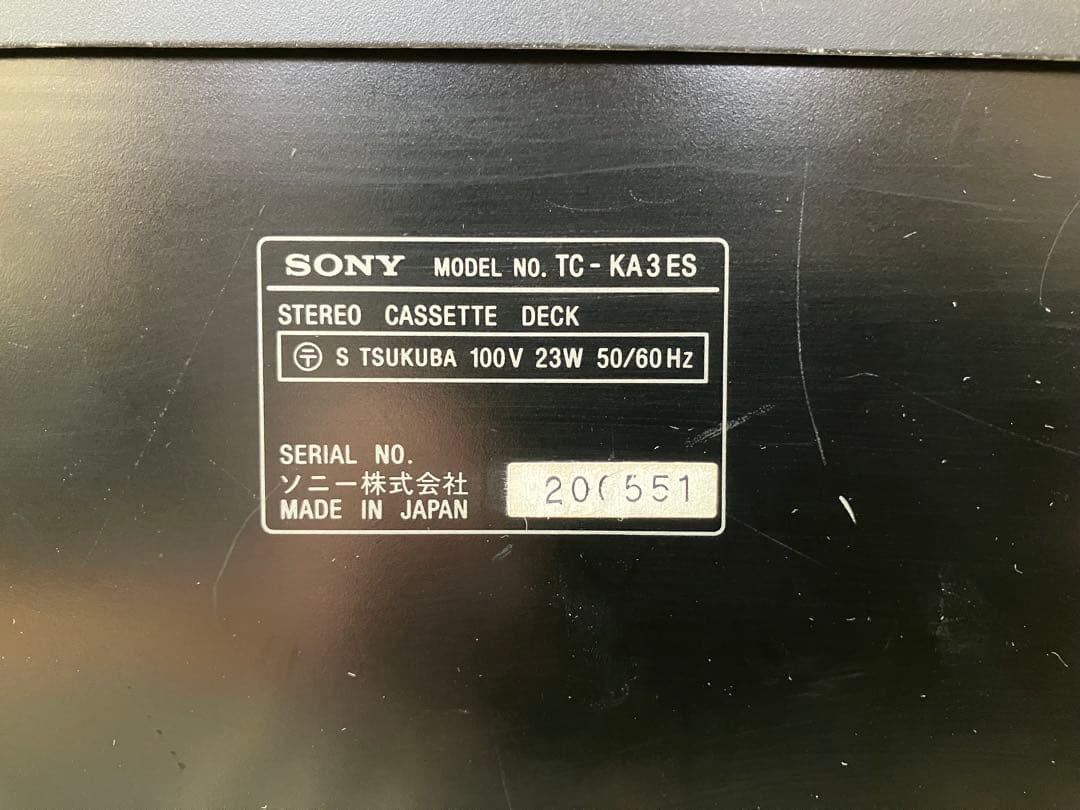 SONY MODEL NO. TC-KA3ES
STEREO CASSETTE DECK
〒 S TSUKUBA 100V 23W 50/60Hz
SERIAL NO.
ソニー株式会社
MADE IN JAPAN